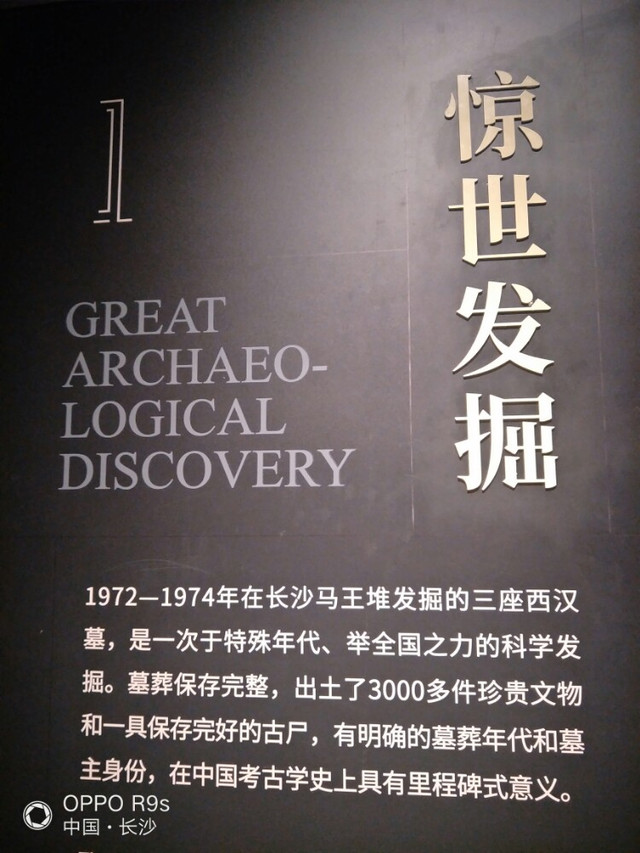 1
惊世发掘
GREAT
ARCHAEO-
LOGICAL
DISCOVERY
1972—1974年在长沙马王堆发掘的三座西汉
墓，是一次于特殊年代、举全国之力的科学发
掘。墓葬保存完整，出土了3000多件珍贵文物
和一具保存完好的古尸，有明确的墓葬年代和墓
主身份，在中国考古学史上具有里程碑式意义。
OPPO R9s
中国·长沙